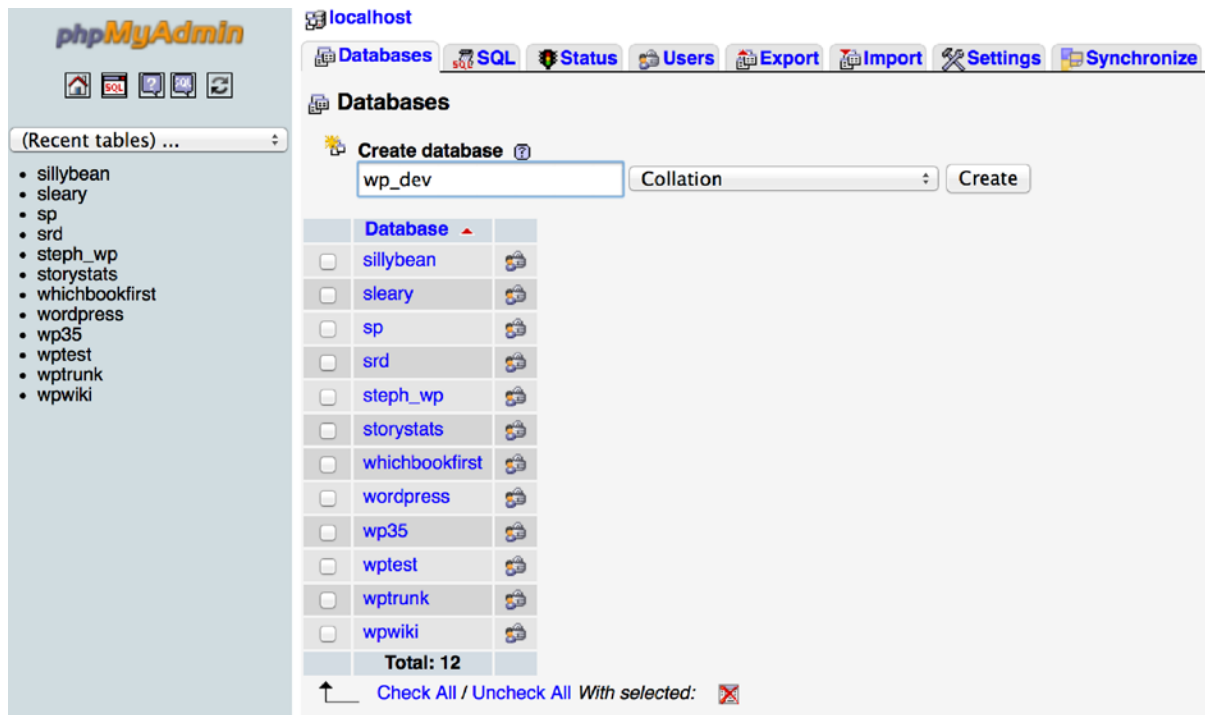 phpMyAdmin
(Recent tables) ...
sillybean
sleary
sp
srd
steph_wp
storystats
whichbookfirst
wordpress
wp35
wptest
wptrunk
wpwiki
localhost
Databases SQL Status Users Export Import Settings Synchronize
Databases
Create database
wp_dev Collation Create
Database
sillybean
sleary
sp
srd
steph_wp
storystats
whichbookfirst
wordpress
wp35
wptest
wptrunk
wpwiki
Total: 12
Check All / Uncheck All With selected: